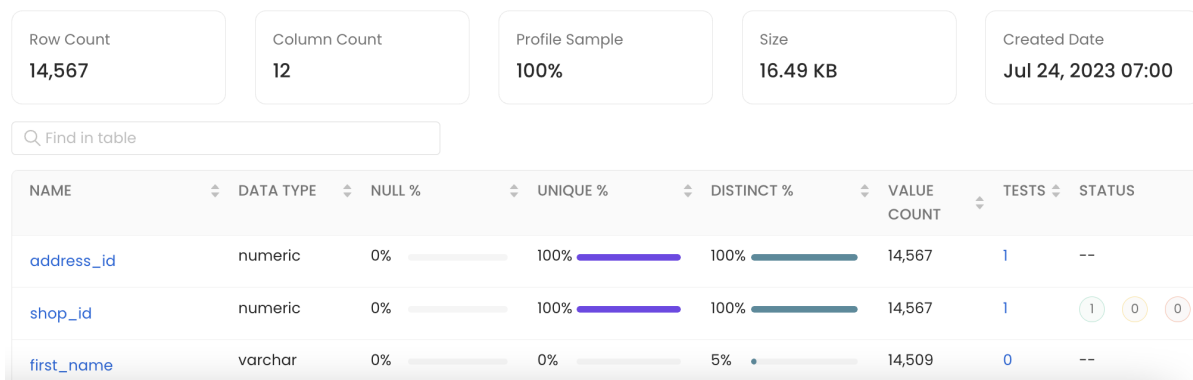 Row Count Column Count Profile Sample Size Created Date
14,567 12 100% 16.49 KB Jul 24, 2023 07:00
Find in table
NAME DATA TYPE NULL % UNIQUE % DISTINCT % VALUE COUNT TESTS STATUS
address_id numeric 0% 100% 100% 14,567 1 --
shop_id numeric 0% 100% 100% 14,567 1 1 0 0
first_name varchar 0% 0% 5% 14,509 0 --